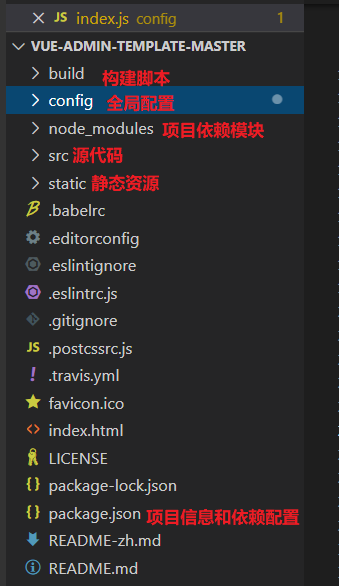 JS index.js config 1
VUE-ADMIN-TEMPLATE-MASTER
build 构建脚本
config 全局配置
node_modules 项目依赖模块
src 源代码
static 静态资源
.babelrc
.editorconfig
.eslintignore
.eslintrc.js
.gitignore
JS .postcssrc.js
.travis.yml
favicon.ico
index.html
LICENSE
package-lock.json
package.json 项目信息和依赖配置
README-zh.md
README.md